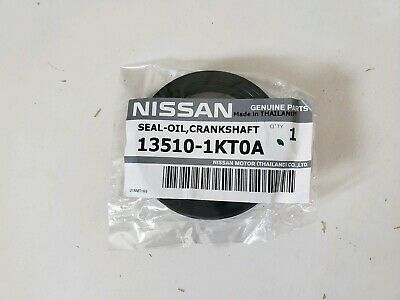 NISSAN GENUINE Parts
Made in THAILAND
SEAL-OIL,CRANKSHAFT Q'TY 1
13510-1KT0A
NISSAN MOTOR (THAILAND) CO.,LTD.